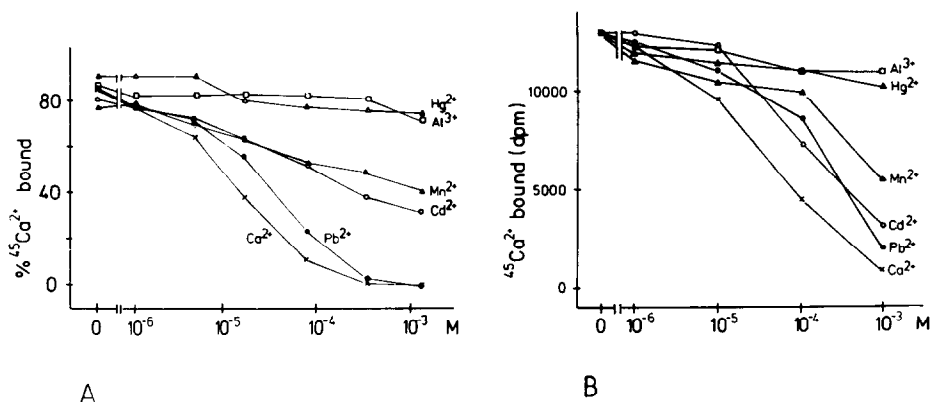 % ⁴⁵Ca²⁺ bound
80
40
0
Hg²⁺
Al³⁺
Mn²⁺
Cd²⁺
Ca²⁺
Pb²⁺
0 10⁻⁶ 10⁻⁵ 10⁻⁴ 10⁻³ M
A
⁴⁵Ca²⁺ bound (dpm)
10000
5000
0
Al³⁺
Hg²⁺
Mn²⁺
Cd²⁺
Pb²⁺
Ca²⁺
0 10⁻⁶ 10⁻⁵ 10⁻⁴ 10⁻³ M
B